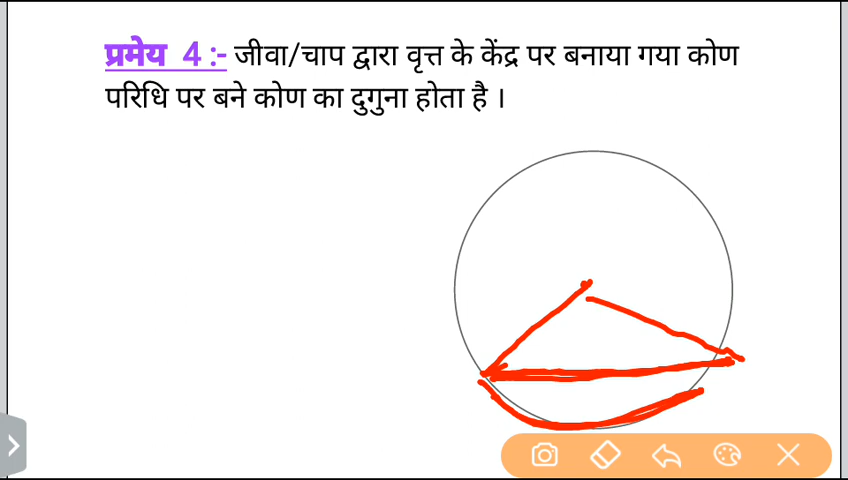 प्रमेय 4 :- जीवा/चाप द्वारा वृत्त के केंद्र पर बनाया गया कोण
परिधि पर बने कोण का दुगुना होता है ।